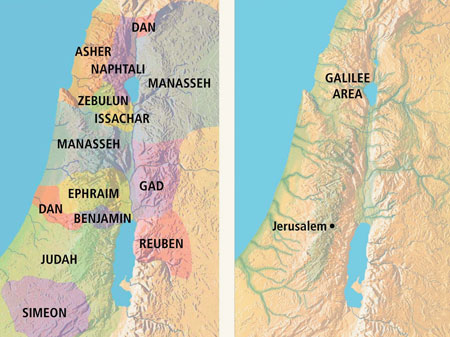 DAN
ASHER
NAPHTALI
MANASSEH
ZEBULUN
ISSACHAR
MANASSEH
EPHRAIM
GAD
DAN
BENJAMIN
REUBEN
JUDAH
SIMEON
GALILEE
AREA
Jerusalem